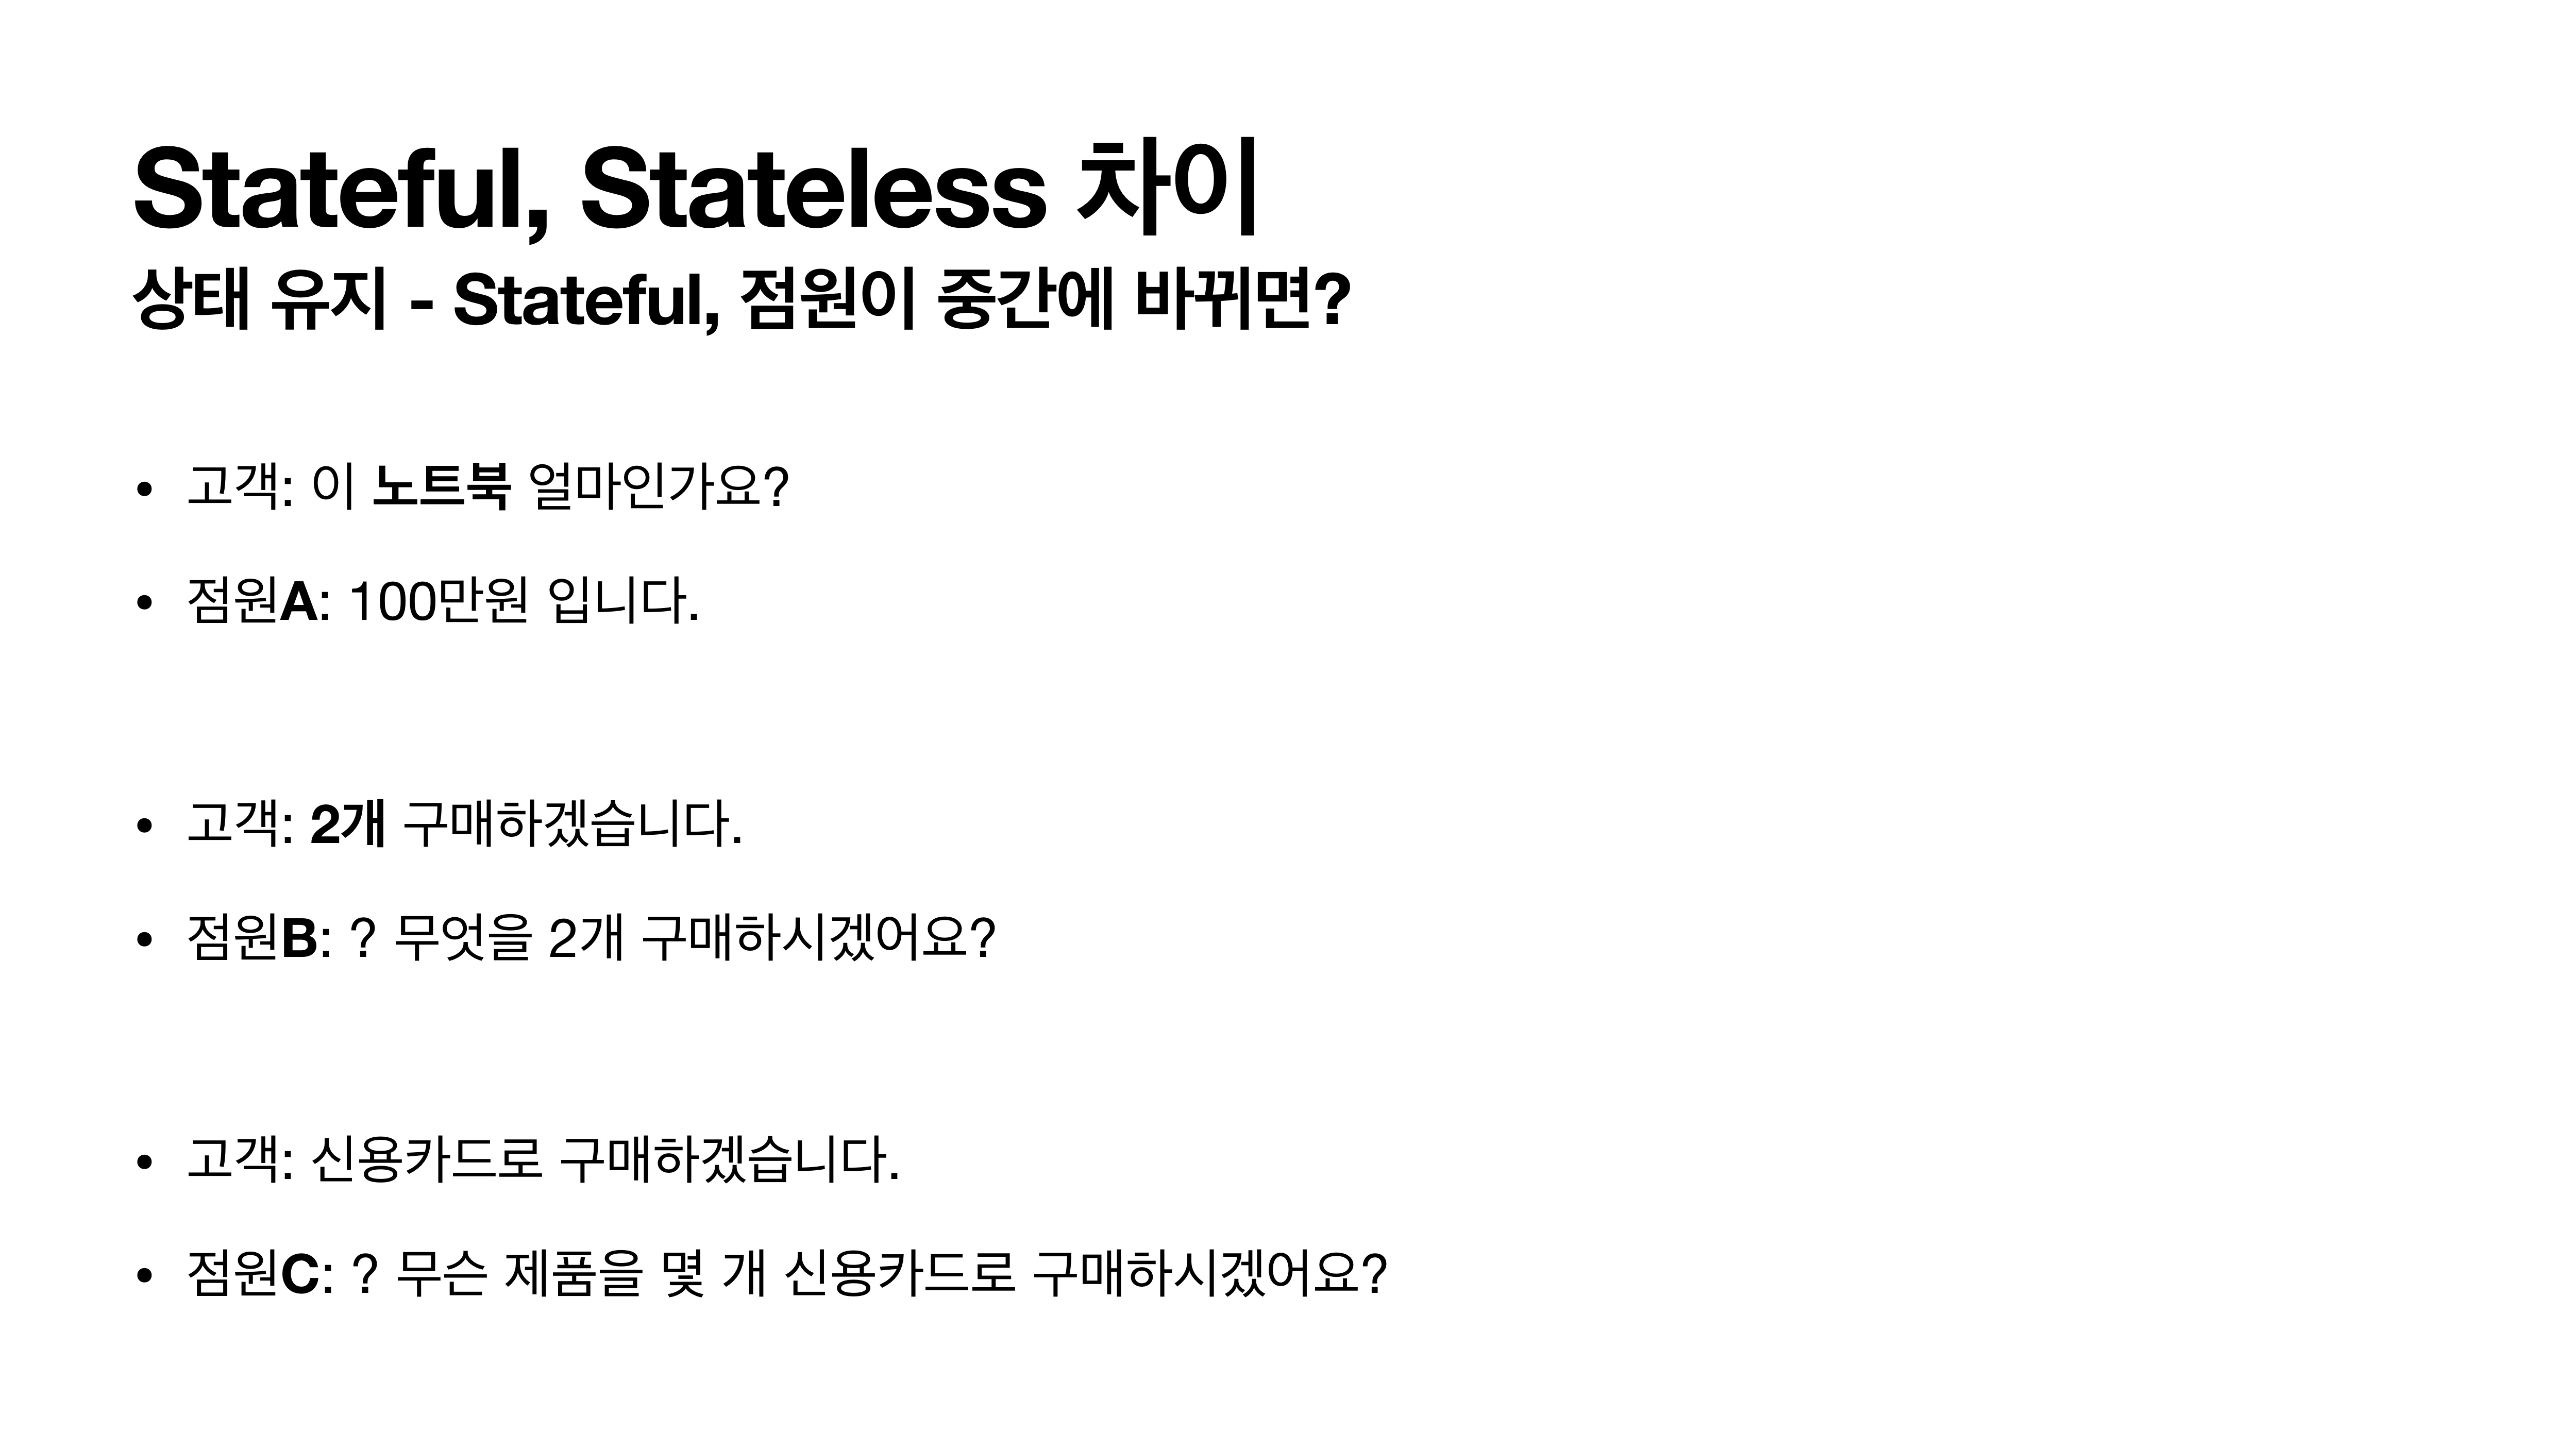 Stateful, Stateless 차이
상태 유지 - Stateful, 점원이 중간에 바뀌면?
• 고객: 이 노트북 얼마인가요?
• 점원A: 100만원 입니다.
• 고객: 2개 구매하겠습니다.
• 점원B: ? 무엇을 2개 구매하시겠어요?
• 고객: 신용카드로 구매하겠습니다.
• 점원C: ? 무슨 제품을 몇 개 신용카드로 구매하시겠어요?